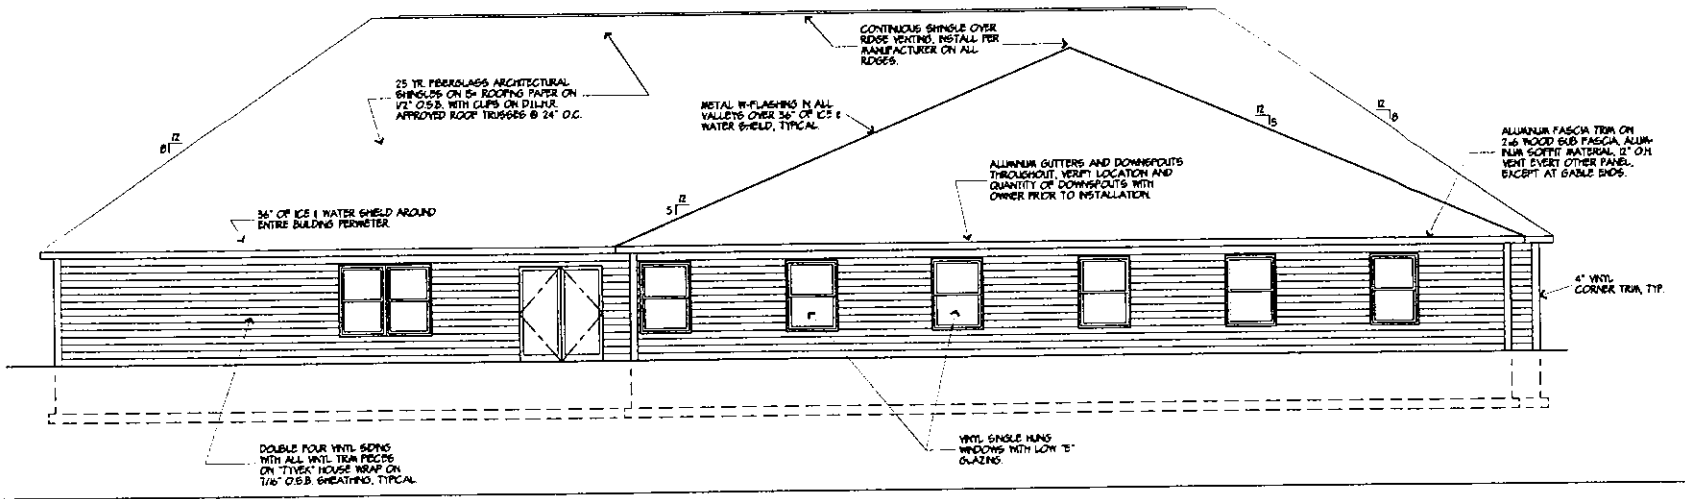 CONTINUOUS SHINGLE OVER
RIDGE VENTING, INSTALL PER
MANUFACTURER ON ALL
RIDGES.
25 YR. FIBERGLASS ARCHITECTURAL
SHINGLES ON 15# ROOFING PAPER ON
1/2" O.S.B. WITH CLIPS ON D.I.L.H.R.
APPROVED ROOF TRUSSES @ 24" O.C.
METAL W-FLASHING IN ALL
VALLEYS OVER 36" OF ICE &
WATER SHIELD, TYPICAL.
12
8
12
5
12
8
ALUMINUM FASCIA TRIM ON
2x6 WOOD SUB FASCIA, ALUM-
INUM SOFFIT MATERIAL, 12" O.H.
VENT EVERY OTHER PANEL,
EXCEPT AT GABLE ENDS.
ALUMINUM GUTTERS AND DOWNSPOUTS
THROUGHOUT, VERIFY LOCATION AND
QUANTITY OF DOWNSPOUTS WITH
OWNER PRIOR TO INSTALLATION.
12
5
36" OF ICE & WATER SHIELD AROUND
ENTIRE BUILDING PERIMETER
4" VINYL
CORNER TRIM, TYP.
DOUBLE FOUR VINYL SIDING
WITH ALL VINYL TRIM PIECES
ON "TYVEK" HOUSE WRAP ON
7/16" O.S.B. SHEATHING, TYPICAL
VINYL SINGLE HUNG
WINDOWS WITH LOW "E"
GLAZING.